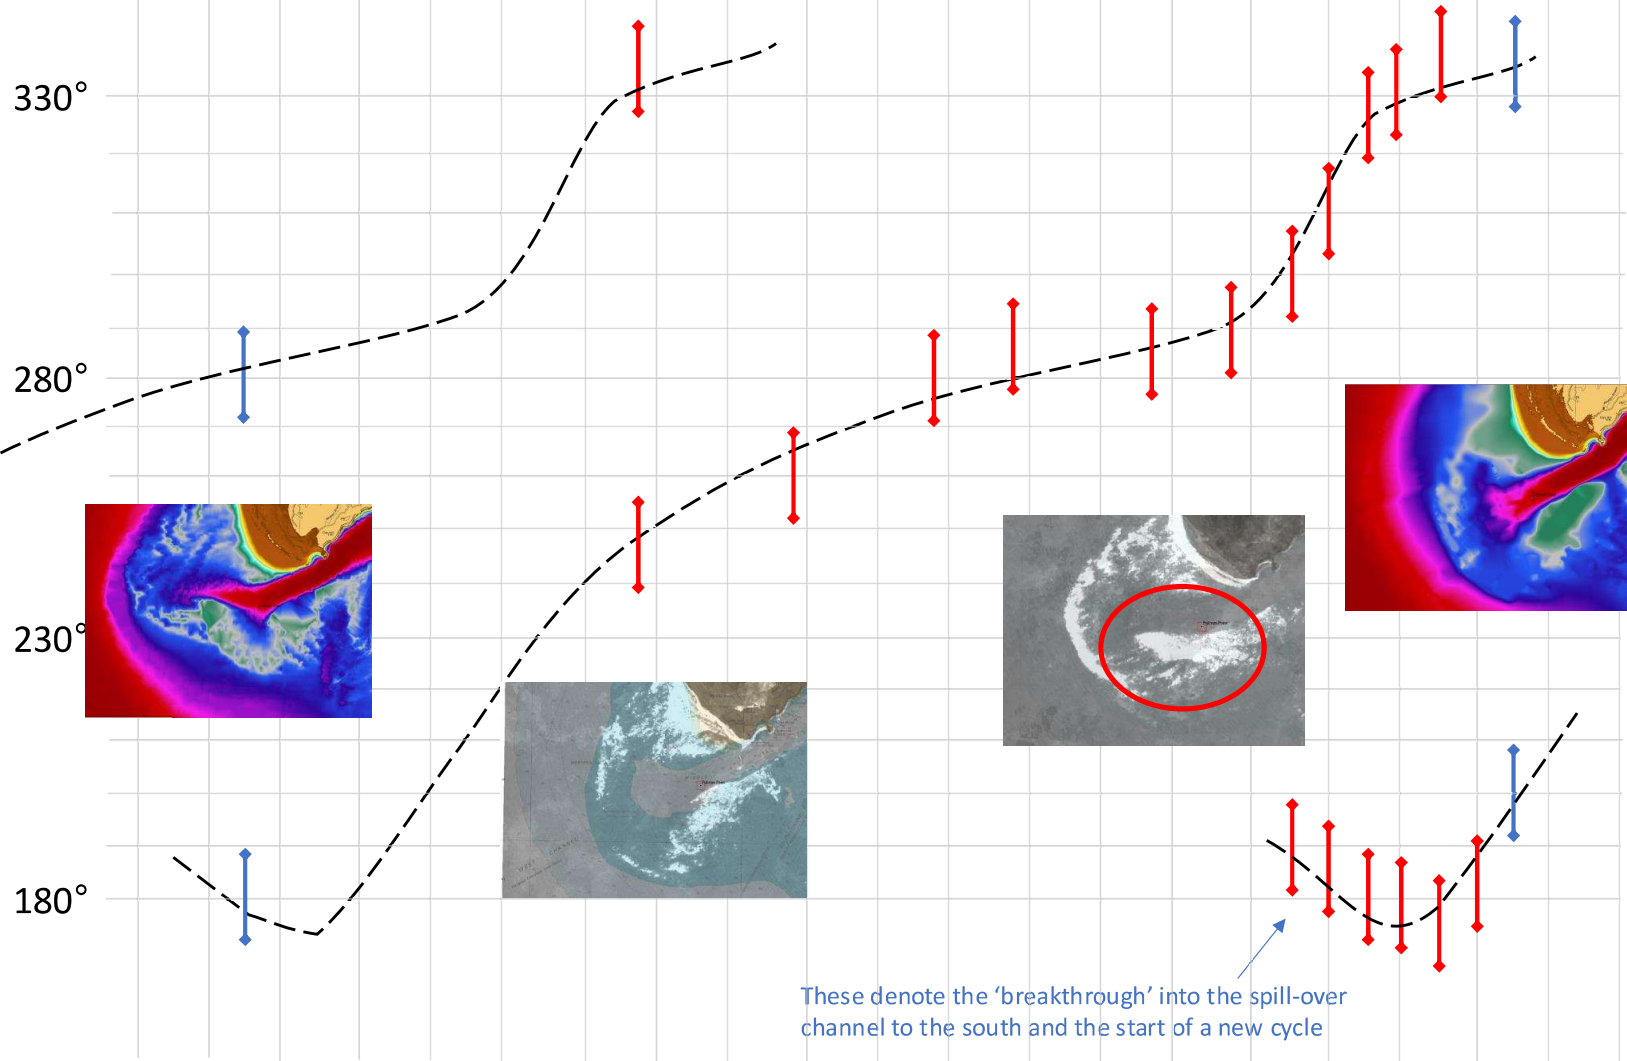 330°
280°
230°
180°
These denote the ‘breakthrough’ into the spill-over
channel to the south and the start of a new cycle